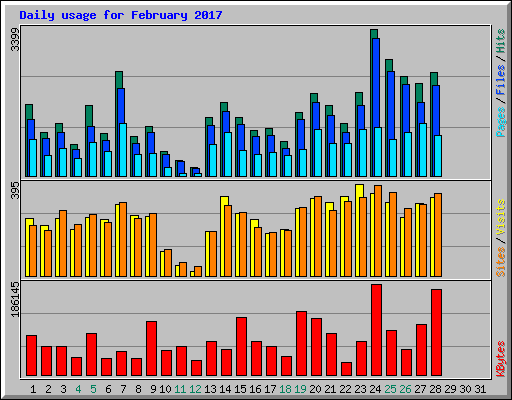 Daily usage for February 2017
3399
Pages / Files / Hits
395
Sites / Visits
186145
KBytes
1 2 3 4 5 6 7 8 9 10 11 12 13 14 15 16 17 18 19 20 21 22 23 24 25 26 27 28 29 30 31